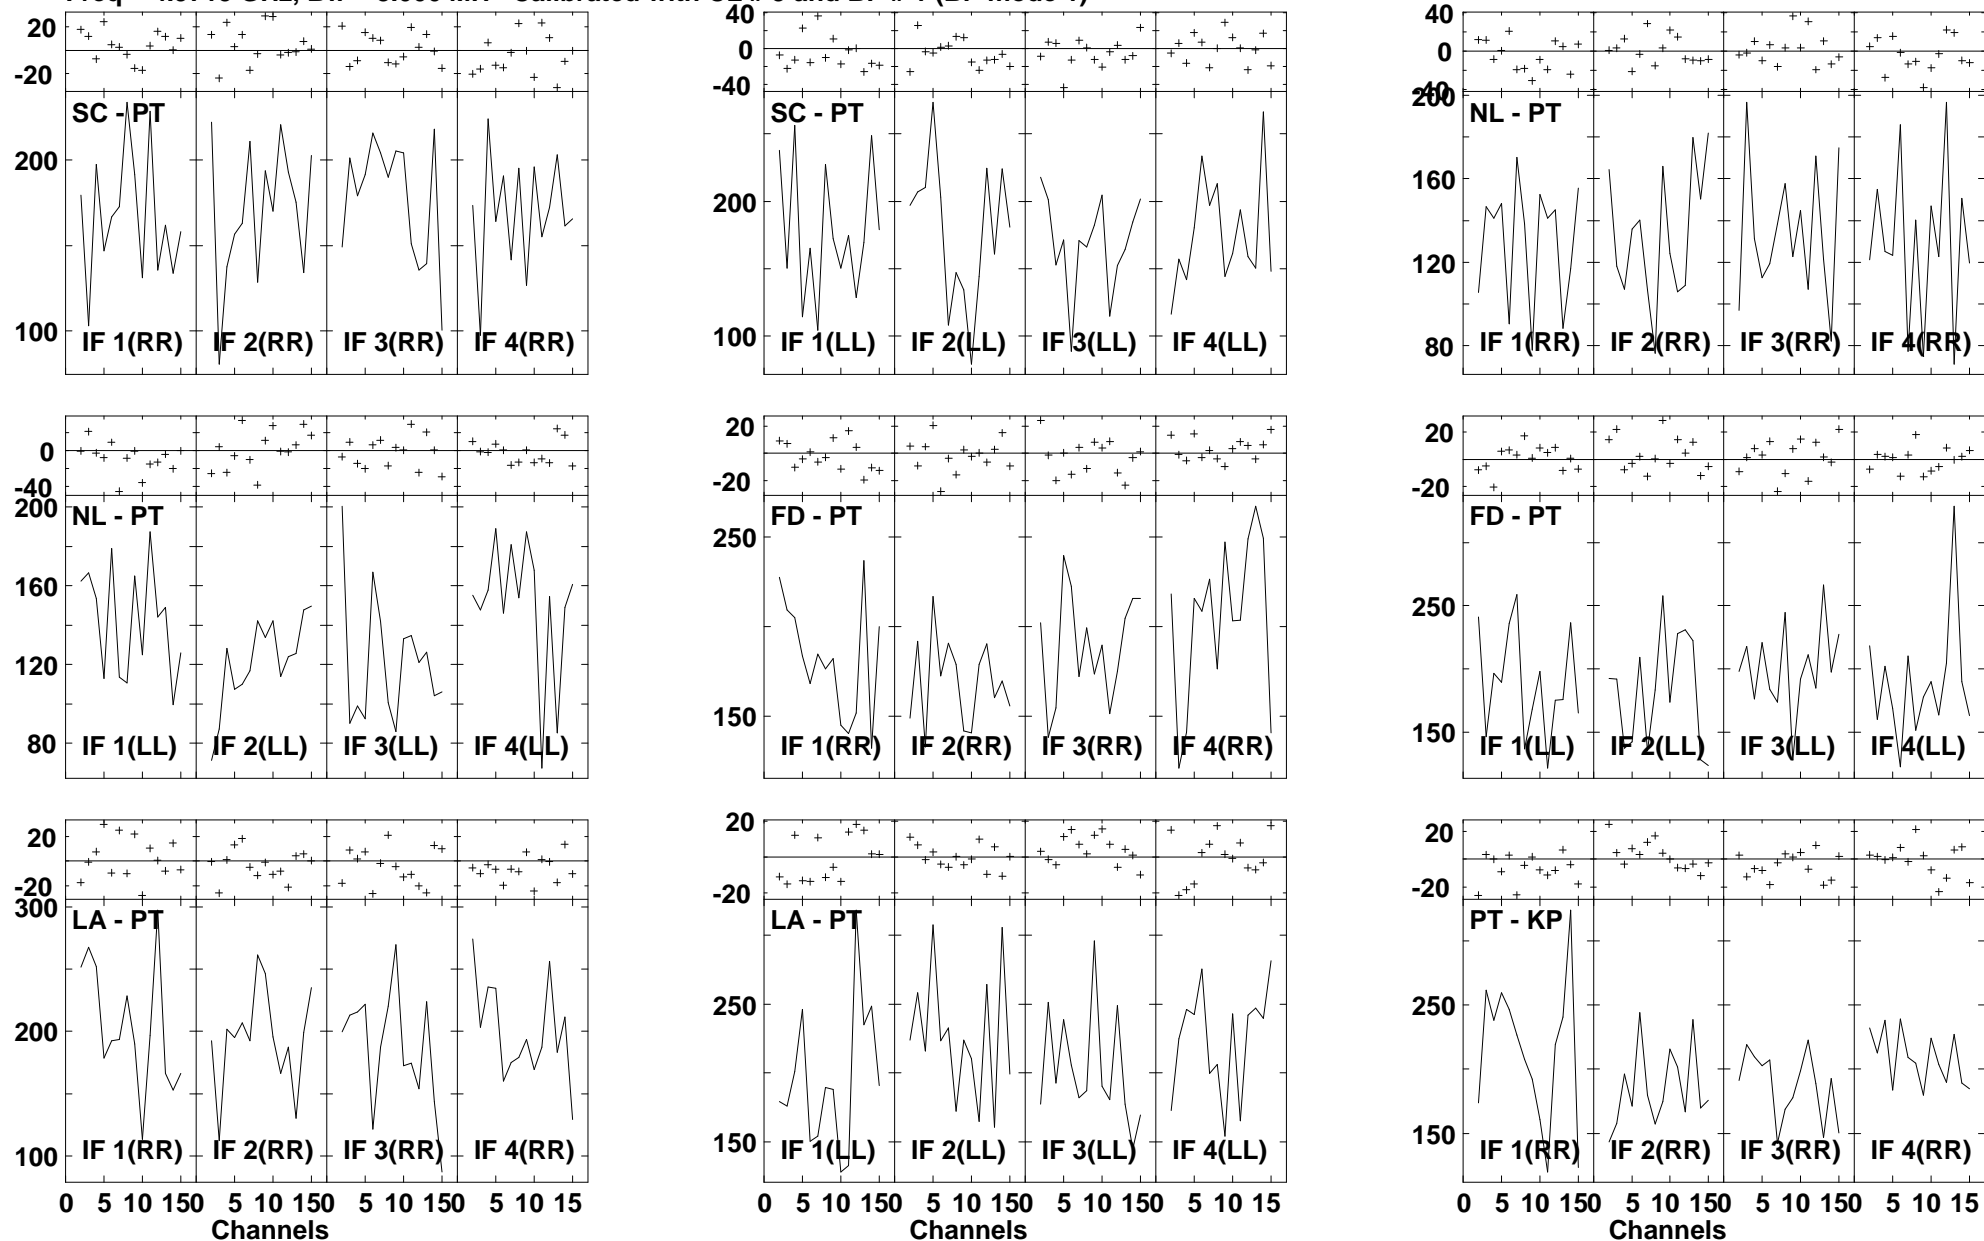 20 40 40
-20 0 0
-40 -40
SC - PT SC - PT 200 NL - PT
200 200 160
120
100 100 80
IF 1(RR) IF 2(RR) IF 3(RR) IF 4(RR) IF 1(LL) IF 2(LL) IF 3(LL) IF 4(LL) IF 1(RR) IF 2(RR) IF 3(RR) IF 4(RR)
0 20 20
-40 -20 -20
200 NL - PT FD - PT FD - PT
160 250 250
120
80 150 150
IF 1(LL) IF 2(LL) IF 3(LL) IF 4(LL) IF 1(RR) IF 2(RR) IF 3(RR) IF 4(RR) IF 1(LL) IF 2(LL) IF 3(LL) IF 4(LL)
20 20 20
-20 -20 -20
300 LA - PT LA - PT PT - KP
200 250 250
100 150 150
IF 1(RR) IF 2(RR) IF 3(RR) IF 4(RR) IF 1(LL) IF 2(LL) IF 3(LL) IF 4(LL) IF 1(RR) IF 2(RR) IF 3(RR) IF 4(RR)
0 5 10 150 5 10 150 5 10 150 5 10 15 0 5 10 150 5 10 150 5 10 150 5 10 15 0 5 10 150 5 10 150 5 10 150 5 10 15
Channels Channels Channels